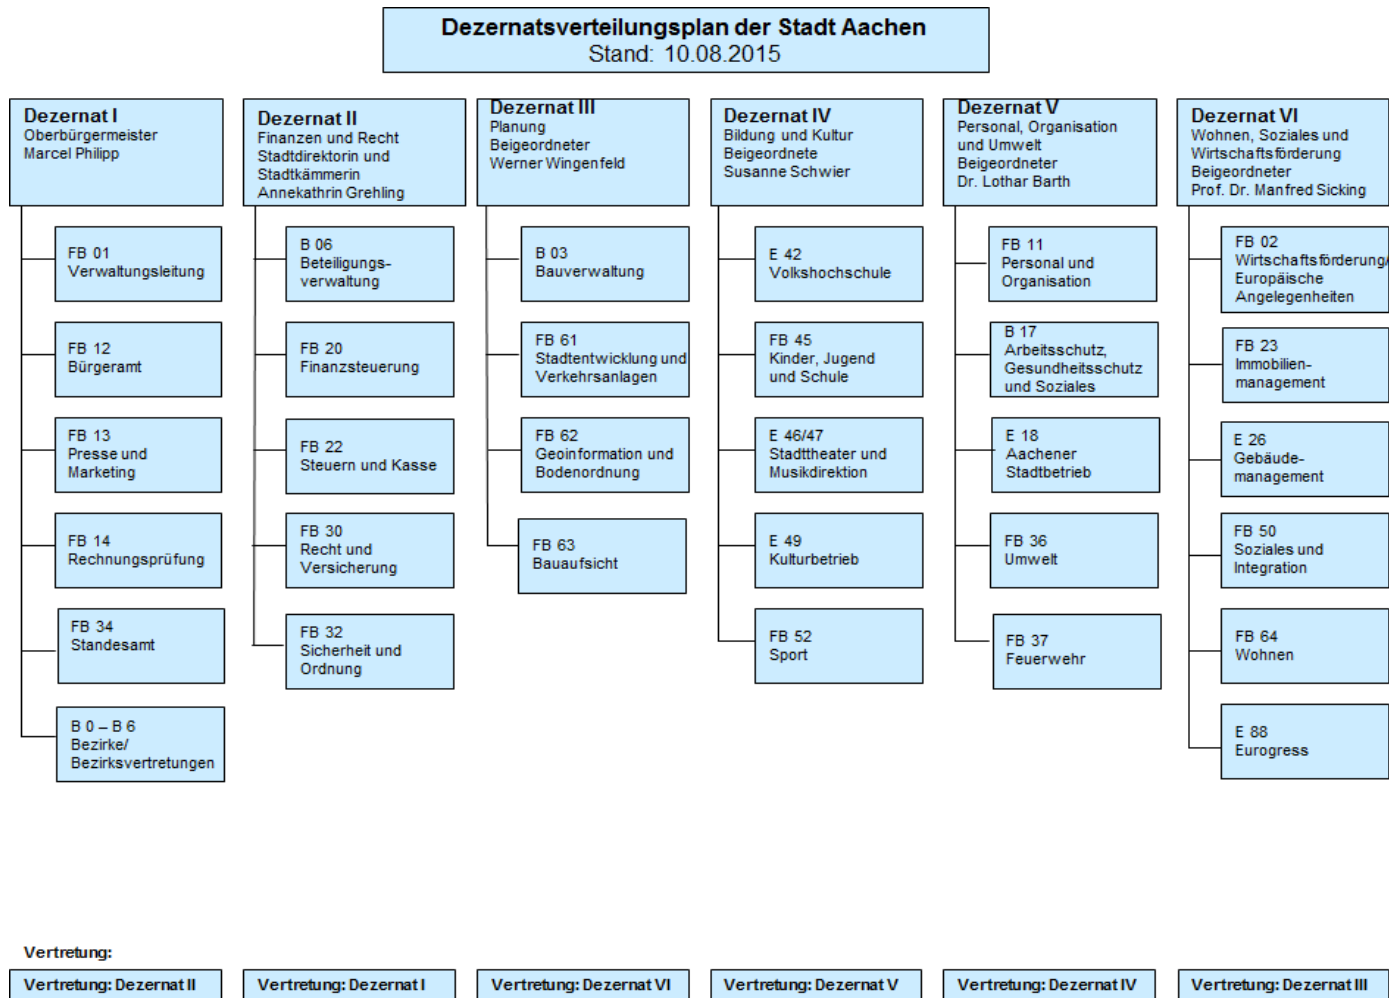 Dezernatsverteilungsplan der Stadt Aachen
Stand: 10.08.2015
Dezernat I
Oberbürgermeister
Marcel Philipp
FB 01
Verwaltungsleitung
FB 12
Bürgeramt
FB 13
Presse und
Marketing
FB 14
Rechnungsprüfung
FB 34
Standesamt
B 0 – B 6
Bezirke/
Bezirksvertretungen
Dezernat II
Finanzen und Recht
Stadtdirektorin und
Stadtkämmerin
Annekathrin Grehling
B 06
Beteiligungs-
verwaltung
FB 20
Finanzsteuerung
FB 22
Steuern und Kasse
FB 30
Recht und
Versicherung
FB 32
Sicherheit und
Ordnung
Dezernat III
Planung
Beigeordneter
Werner Wingenfeld
B 03
Bauverwaltung
FB 61
Stadtentwicklung und
Verkehrsanlagen
FB 62
Geoinformation und
Bodenordnung
FB 63
Bauaufsicht
Dezernat IV
Bildung und Kultur
Beigeordnete
Susanne Schwier
E 42
Volkshochschule
FB 45
Kinder, Jugend
und Schule
E 46/47
Stadttheater und
Musikdirektion
E 49
Kulturbetrieb
FB 52
Sport
Dezernat V
Personal, Organisation
und Umwelt
Beigeordneter
Dr. Lothar Barth
FB 11
Personal und
Organisation
B 17
Arbeitsschutz,
Gesundheitsschutz
und Soziales
E 18
Aachener
Stadtbetrieb
FB 36
Umwelt
FB 37
Feuerwehr
Dezernat VI
Wohnen, Soziales und
Wirtschaftsförderung
Beigeordneter
Prof. Dr. Manfred Sicking
FB 02
Wirtschaftsförderung/
Europäische
Angelegenheiten
FB 23
Immobilien-
management
E 26
Gebäude-
management
FB 50
Soziales und
Integration
FB 64
Wohnen
E 88
Eurogress
Vertretung:
Vertretung: Dezernat II
Vertretung: Dezernat I
Vertretung: Dezernat VI
Vertretung: Dezernat V
Vertretung: Dezernat IV
Vertretung: Dezernat III